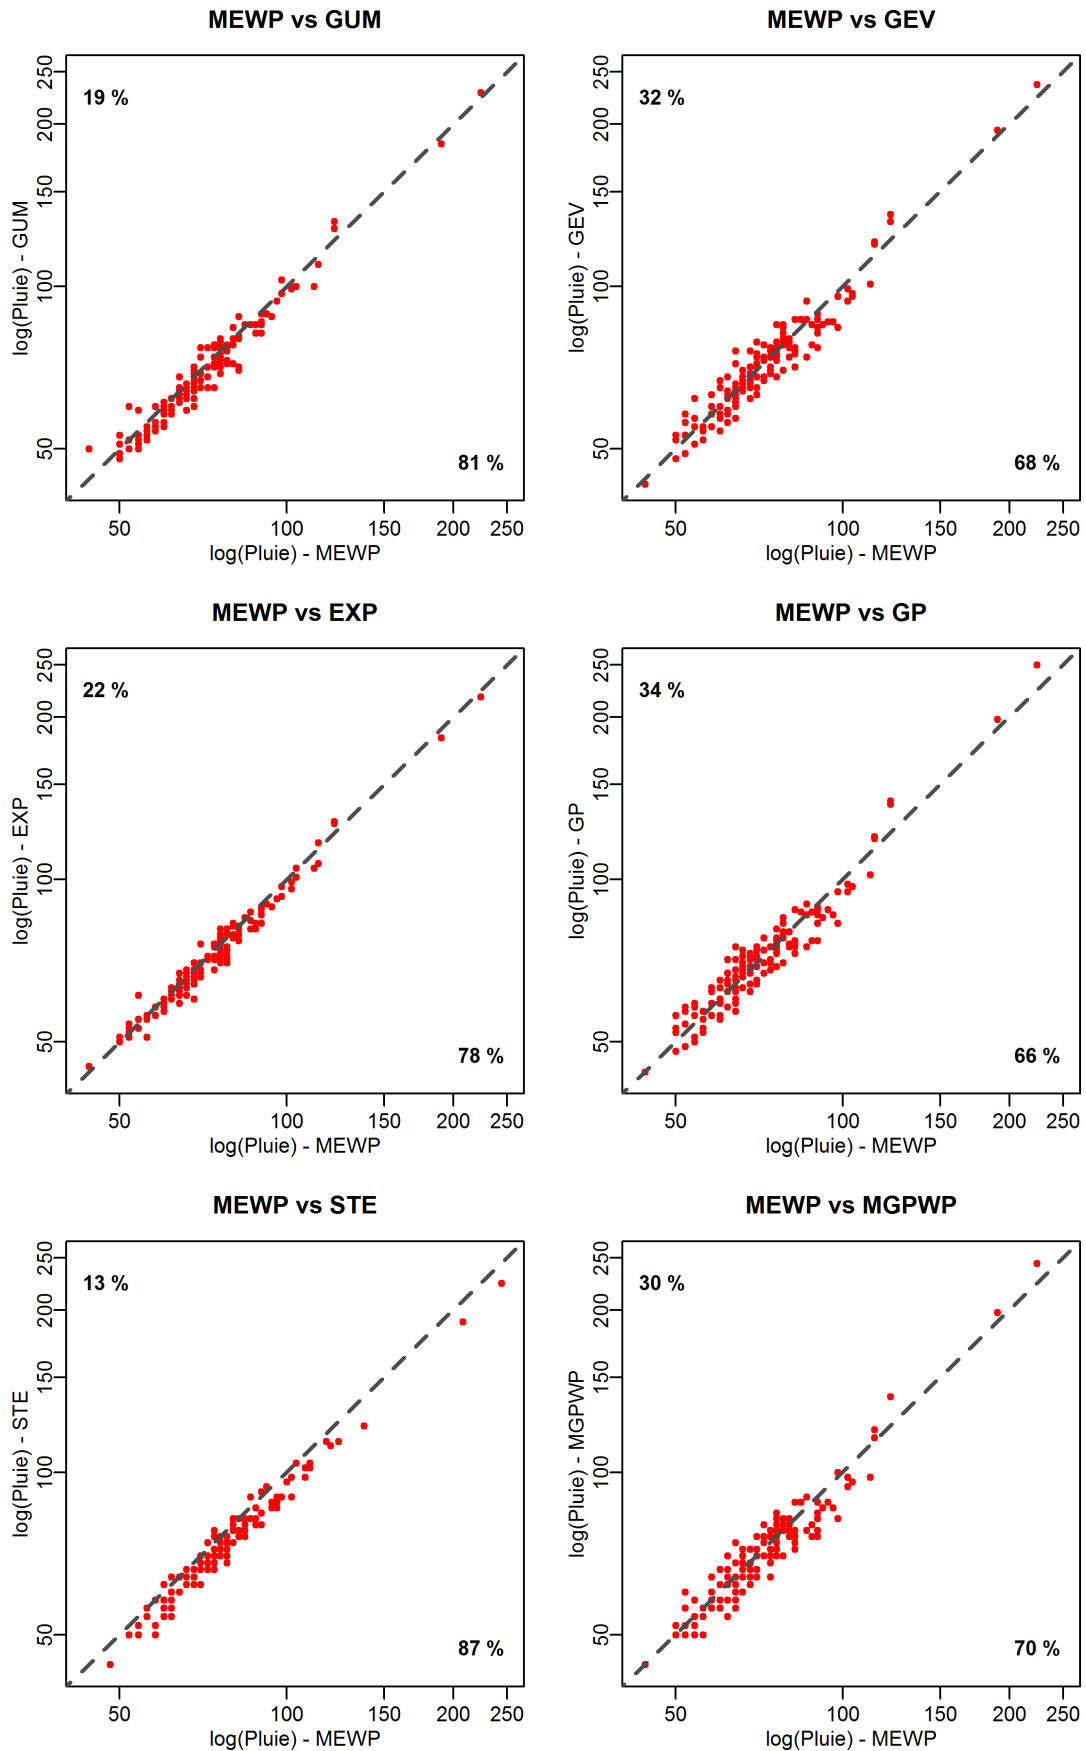 MEWP vs GUM
19 %
81 %
250
200
150
100
50
log(Pluie) - GUM
50 100 150 200 250
log(Pluie) - MEWP
MEWP vs GEV
32 %
68 %
250
200
150
100
50
log(Pluie) - GEV
50 100 150 200 250
log(Pluie) - MEWP
MEWP vs EXP
22 %
78 %
250
200
150
100
50
log(Pluie) - EXP
50 100 150 200 250
log(Pluie) - MEWP
MEWP vs GP
34 %
66 %
250
200
150
100
50
log(Pluie) - GP
50 100 150 200 250
log(Pluie) - MEWP
MEWP vs STE
13 %
87 %
250
200
150
100
50
log(Pluie) - STE
50 100 150 200 250
log(Pluie) - MEWP
MEWP vs MGPWP
30 %
70 %
250
200
150
100
50
log(Pluie) - MGPWP
50 100 150 200 250
log(Pluie) - MEWP